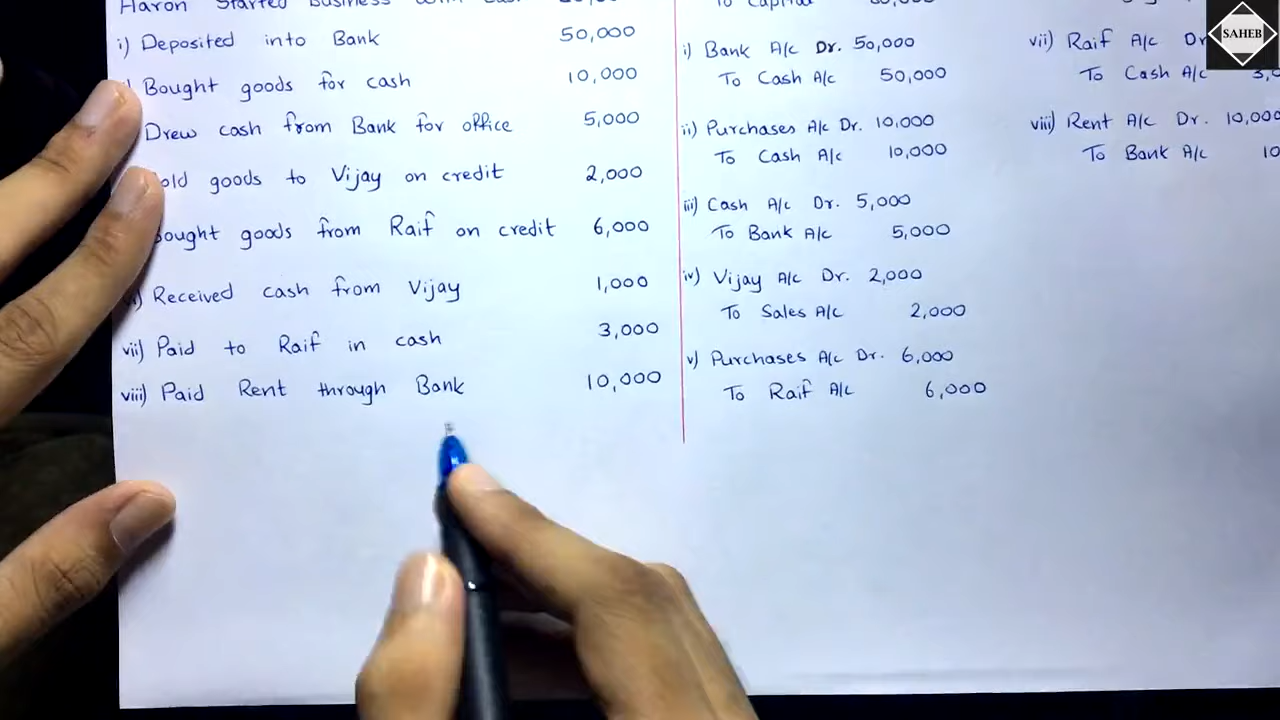 Haron Started Business With Cash
i) Deposited into Bank 50,000
Bought goods for cash 10,000
Drew cash from Bank for office 5,000
old goods to Vijay on credit 2,000
Bought goods from Raif on credit 6,000
Received cash from Vijay 1,000
vii) Paid to Raif in cash 3,000
viii) Paid Rent through Bank 10,000
To Capital
i) Bank A/c Dr. 50,000
To Cash A/c 50,000
ii) Purchases A/c Dr. 10,000
To Cash A/c 10,000
iii) Cash A/c Dr. 5,000
To Bank A/c 5,000
iv) Vijay A/c Dr. 2,000
To Sales A/c 2,000
v) Purchases A/c Dr. 6,000
To Raif A/c 6,000
vii) Raif A/c Dr
To Cash A/c 3,0
viii) Rent A/c Dr. 10,000
To Bank A/c 10
SAHEB